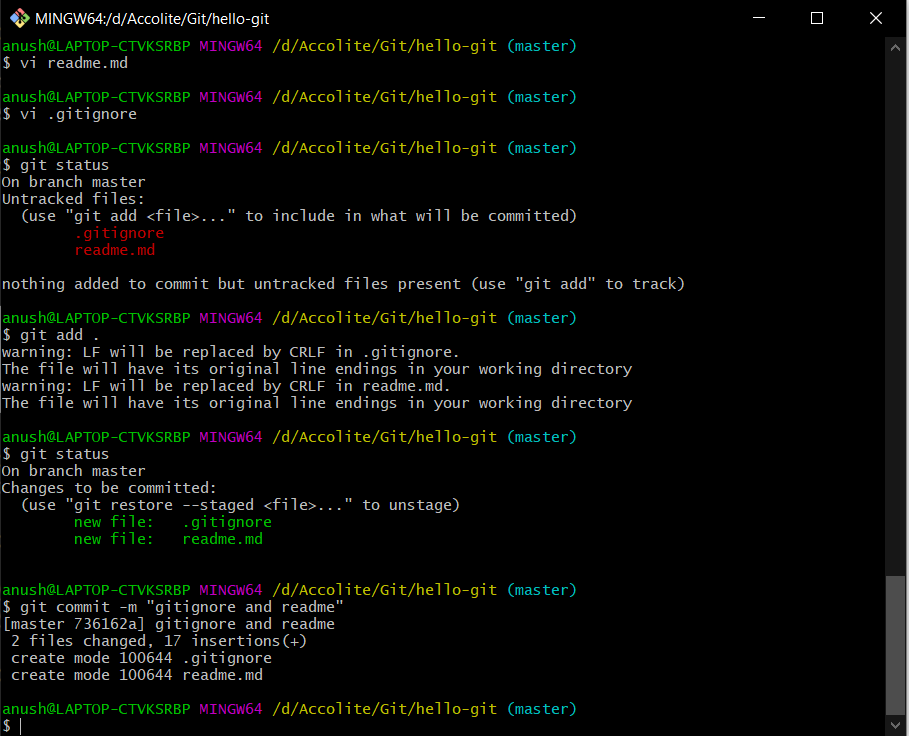 MINGW64:/d/Accolite/Git/hello-git
anush@LAPTOP-CTVKSRBP MINGW64 /d/Accolite/Git/hello-git (master)
$ vi readme.md
anush@LAPTOP-CTVKSRBP MINGW64 /d/Accolite/Git/hello-git (master)
$ vi .gitignore
anush@LAPTOP-CTVKSRBP MINGW64 /d/Accolite/Git/hello-git (master)
$ git status
On branch master
Untracked files:
  (use "git add <file>..." to include in what will be committed)
        .gitignore
        readme.md
nothing added to commit but untracked files present (use "git add" to track)
anush@LAPTOP-CTVKSRBP MINGW64 /d/Accolite/Git/hello-git (master)
$ git add .
warning: LF will be replaced by CRLF in .gitignore.
The file will have its original line endings in your working directory
warning: LF will be replaced by CRLF in readme.md.
The file will have its original line endings in your working directory
anush@LAPTOP-CTVKSRBP MINGW64 /d/Accolite/Git/hello-git (master)
$ git status
On branch master
Changes to be committed:
  (use "git restore --staged <file>..." to unstage)
        new file:   .gitignore
        new file:   readme.md
anush@LAPTOP-CTVKSRBP MINGW64 /d/Accolite/Git/hello-git (master)
$ git commit -m "gitignore and readme"
[master 736162a] gitignore and readme
 2 files changed, 17 insertions(+)
 create mode 100644 .gitignore
 create mode 100644 readme.md
anush@LAPTOP-CTVKSRBP MINGW64 /d/Accolite/Git/hello-git (master)
$